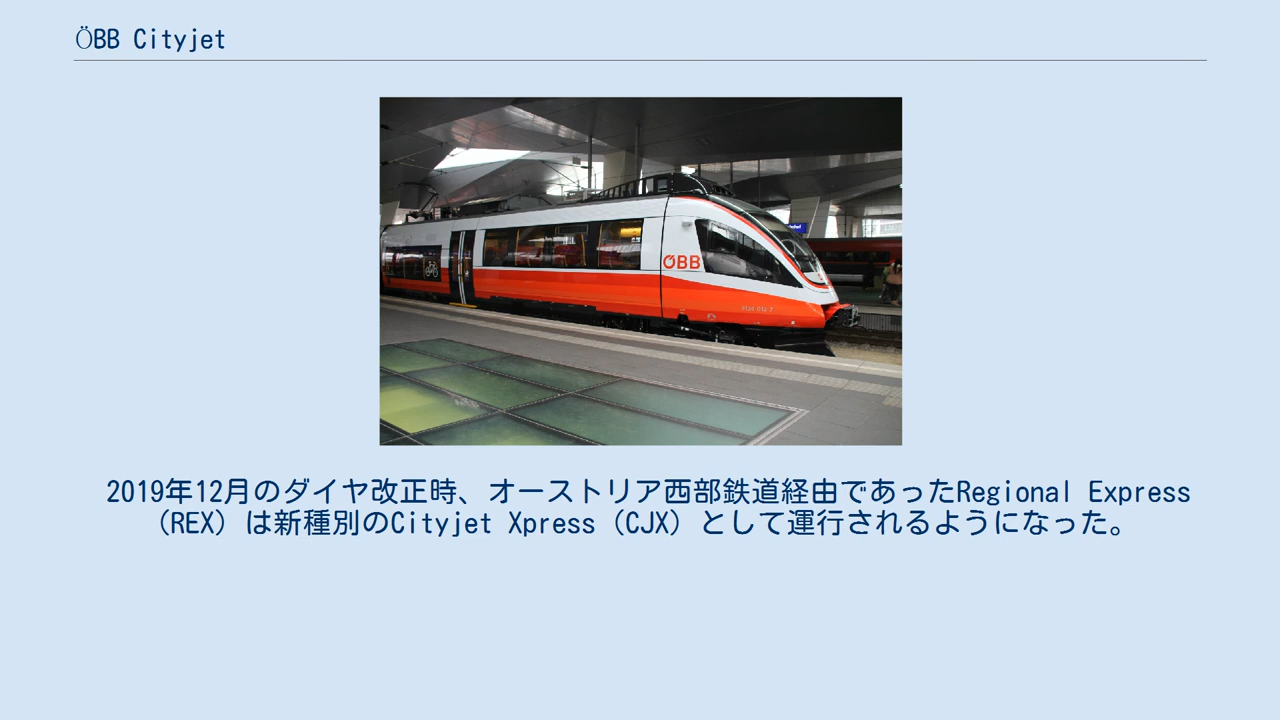 ÖBB Cityjet
ÖBB
4124 012-7
2019年12月のダイヤ改正時、オーストリア西部鉄道経由であったRegional Express
（REX）は新種別のCityjet Xpress（CJX）として運行されるようになった。